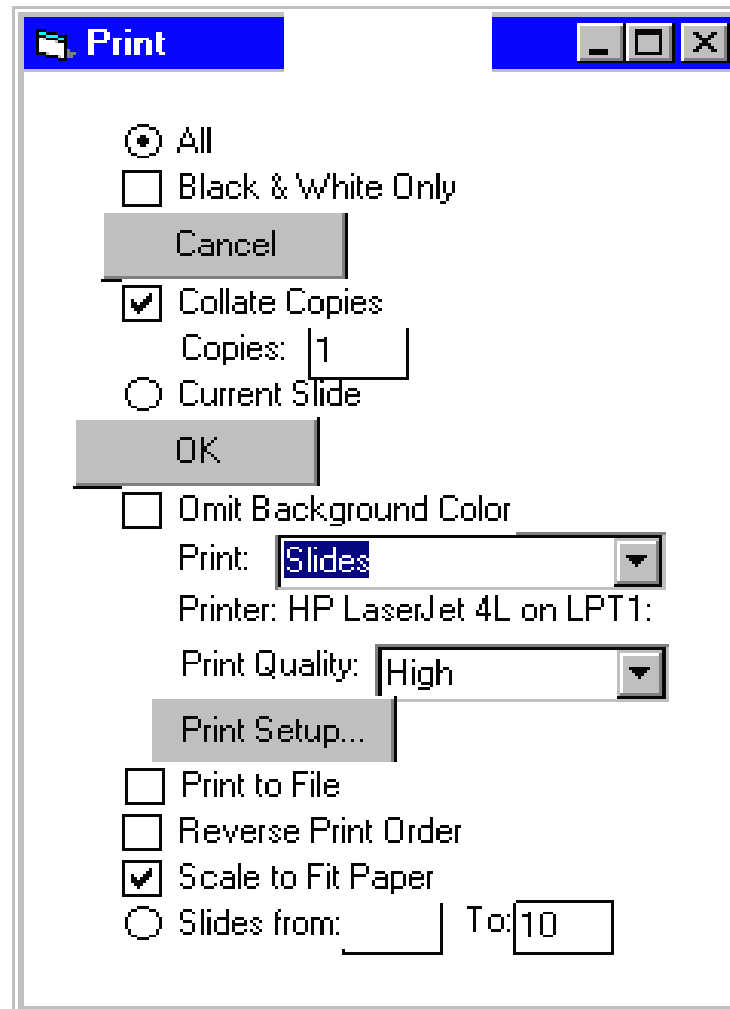 Print
All
Black & White Only
Cancel
Collate Copies
Copies: 1
Current Slide
OK
Omit Background Color
Print: Slides
Printer: HP LaserJet 4L on LPT1:
Print Quality: High
Print Setup...
Print to File
Reverse Print Order
Scale to Fit Paper
Slides from: To: 10